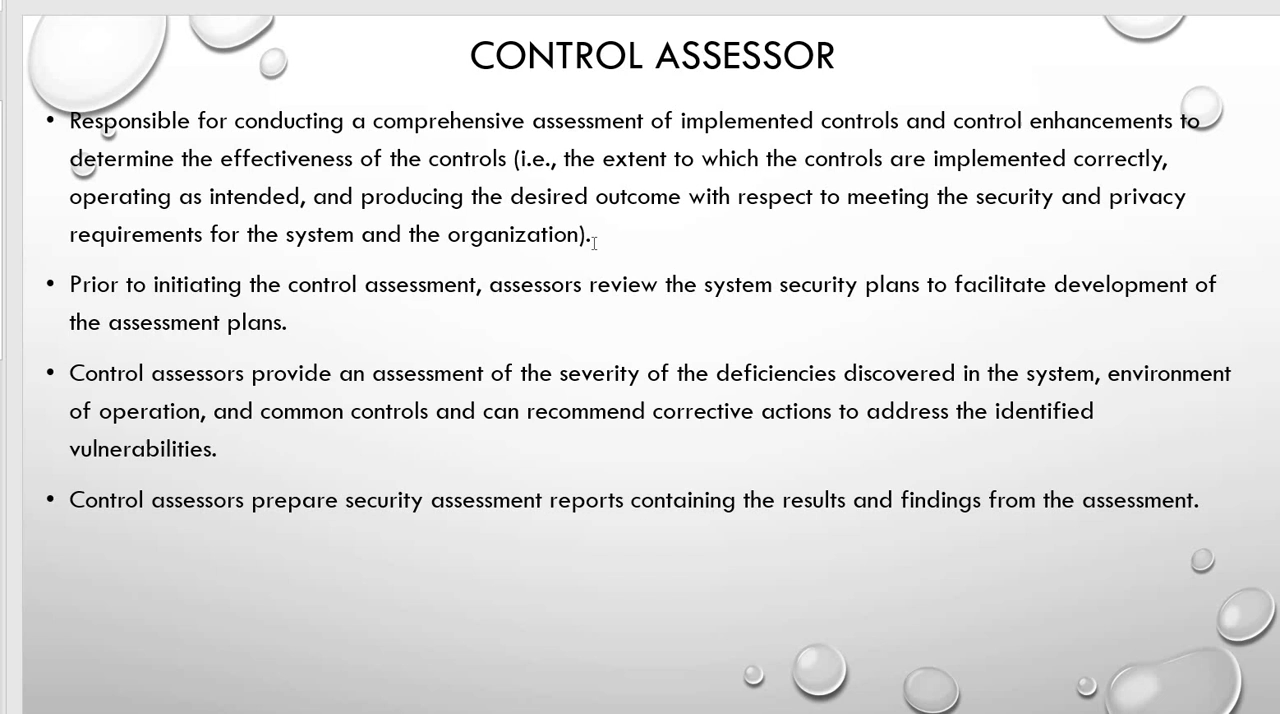 CONTROL ASSESSOR
• Responsible for conducting a comprehensive assessment of implemented controls and control enhancements to
determine the effectiveness of the controls (i.e., the extent to which the controls are implemented correctly,
operating as intended, and producing the desired outcome with respect to meeting the security and privacy
requirements for the system and the organization).
• Prior to initiating the control assessment, assessors review the system security plans to facilitate development of
the assessment plans.
• Control assessors provide an assessment of the severity of the deficiencies discovered in the system, environment
of operation, and common controls and can recommend corrective actions to address the identified
vulnerabilities.
• Control assessors prepare security assessment reports containing the results and findings from the assessment.